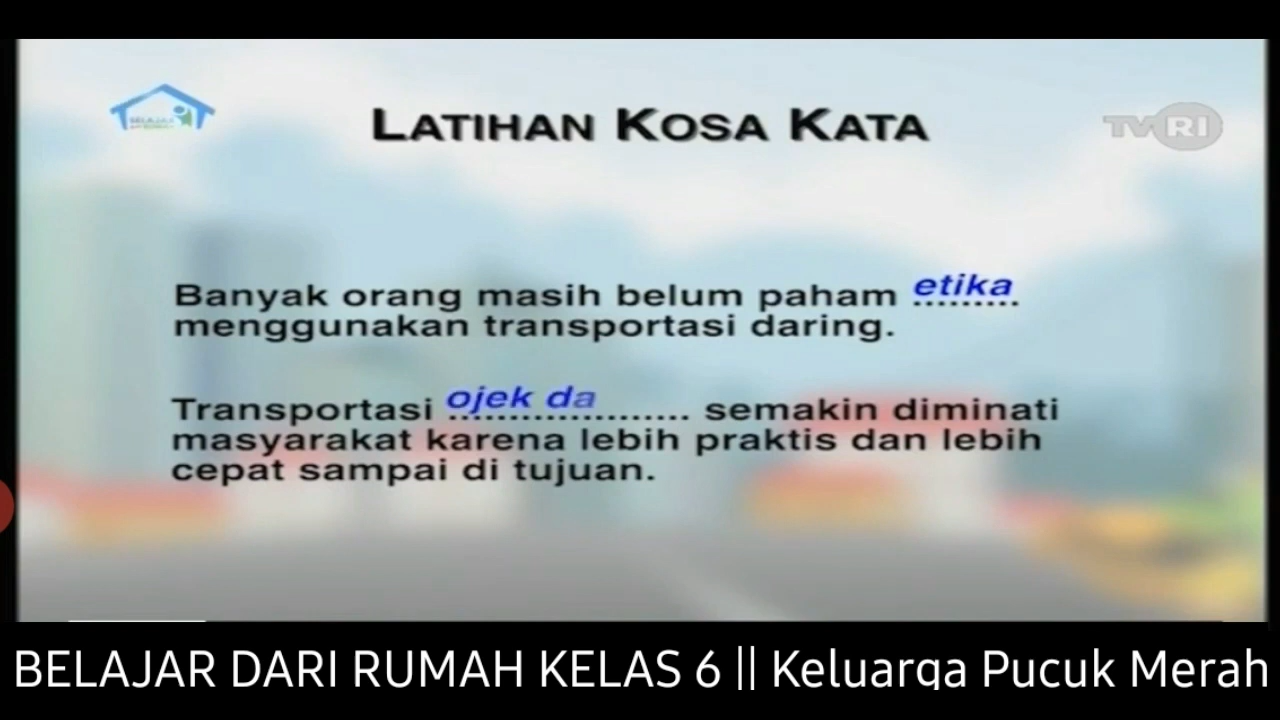 LATIHAN KOSA KATA
BELAJAR
TVRI
Banyak orang masih belum paham etika
menggunakan transportasi daring.
Transportasi ojek da semakin diminati
masyarakat karena lebih praktis dan lebih
cepat sampai di tujuan.
BELAJAR DARI RUMAH KELAS 6 || Keluarga Pucuk Merah